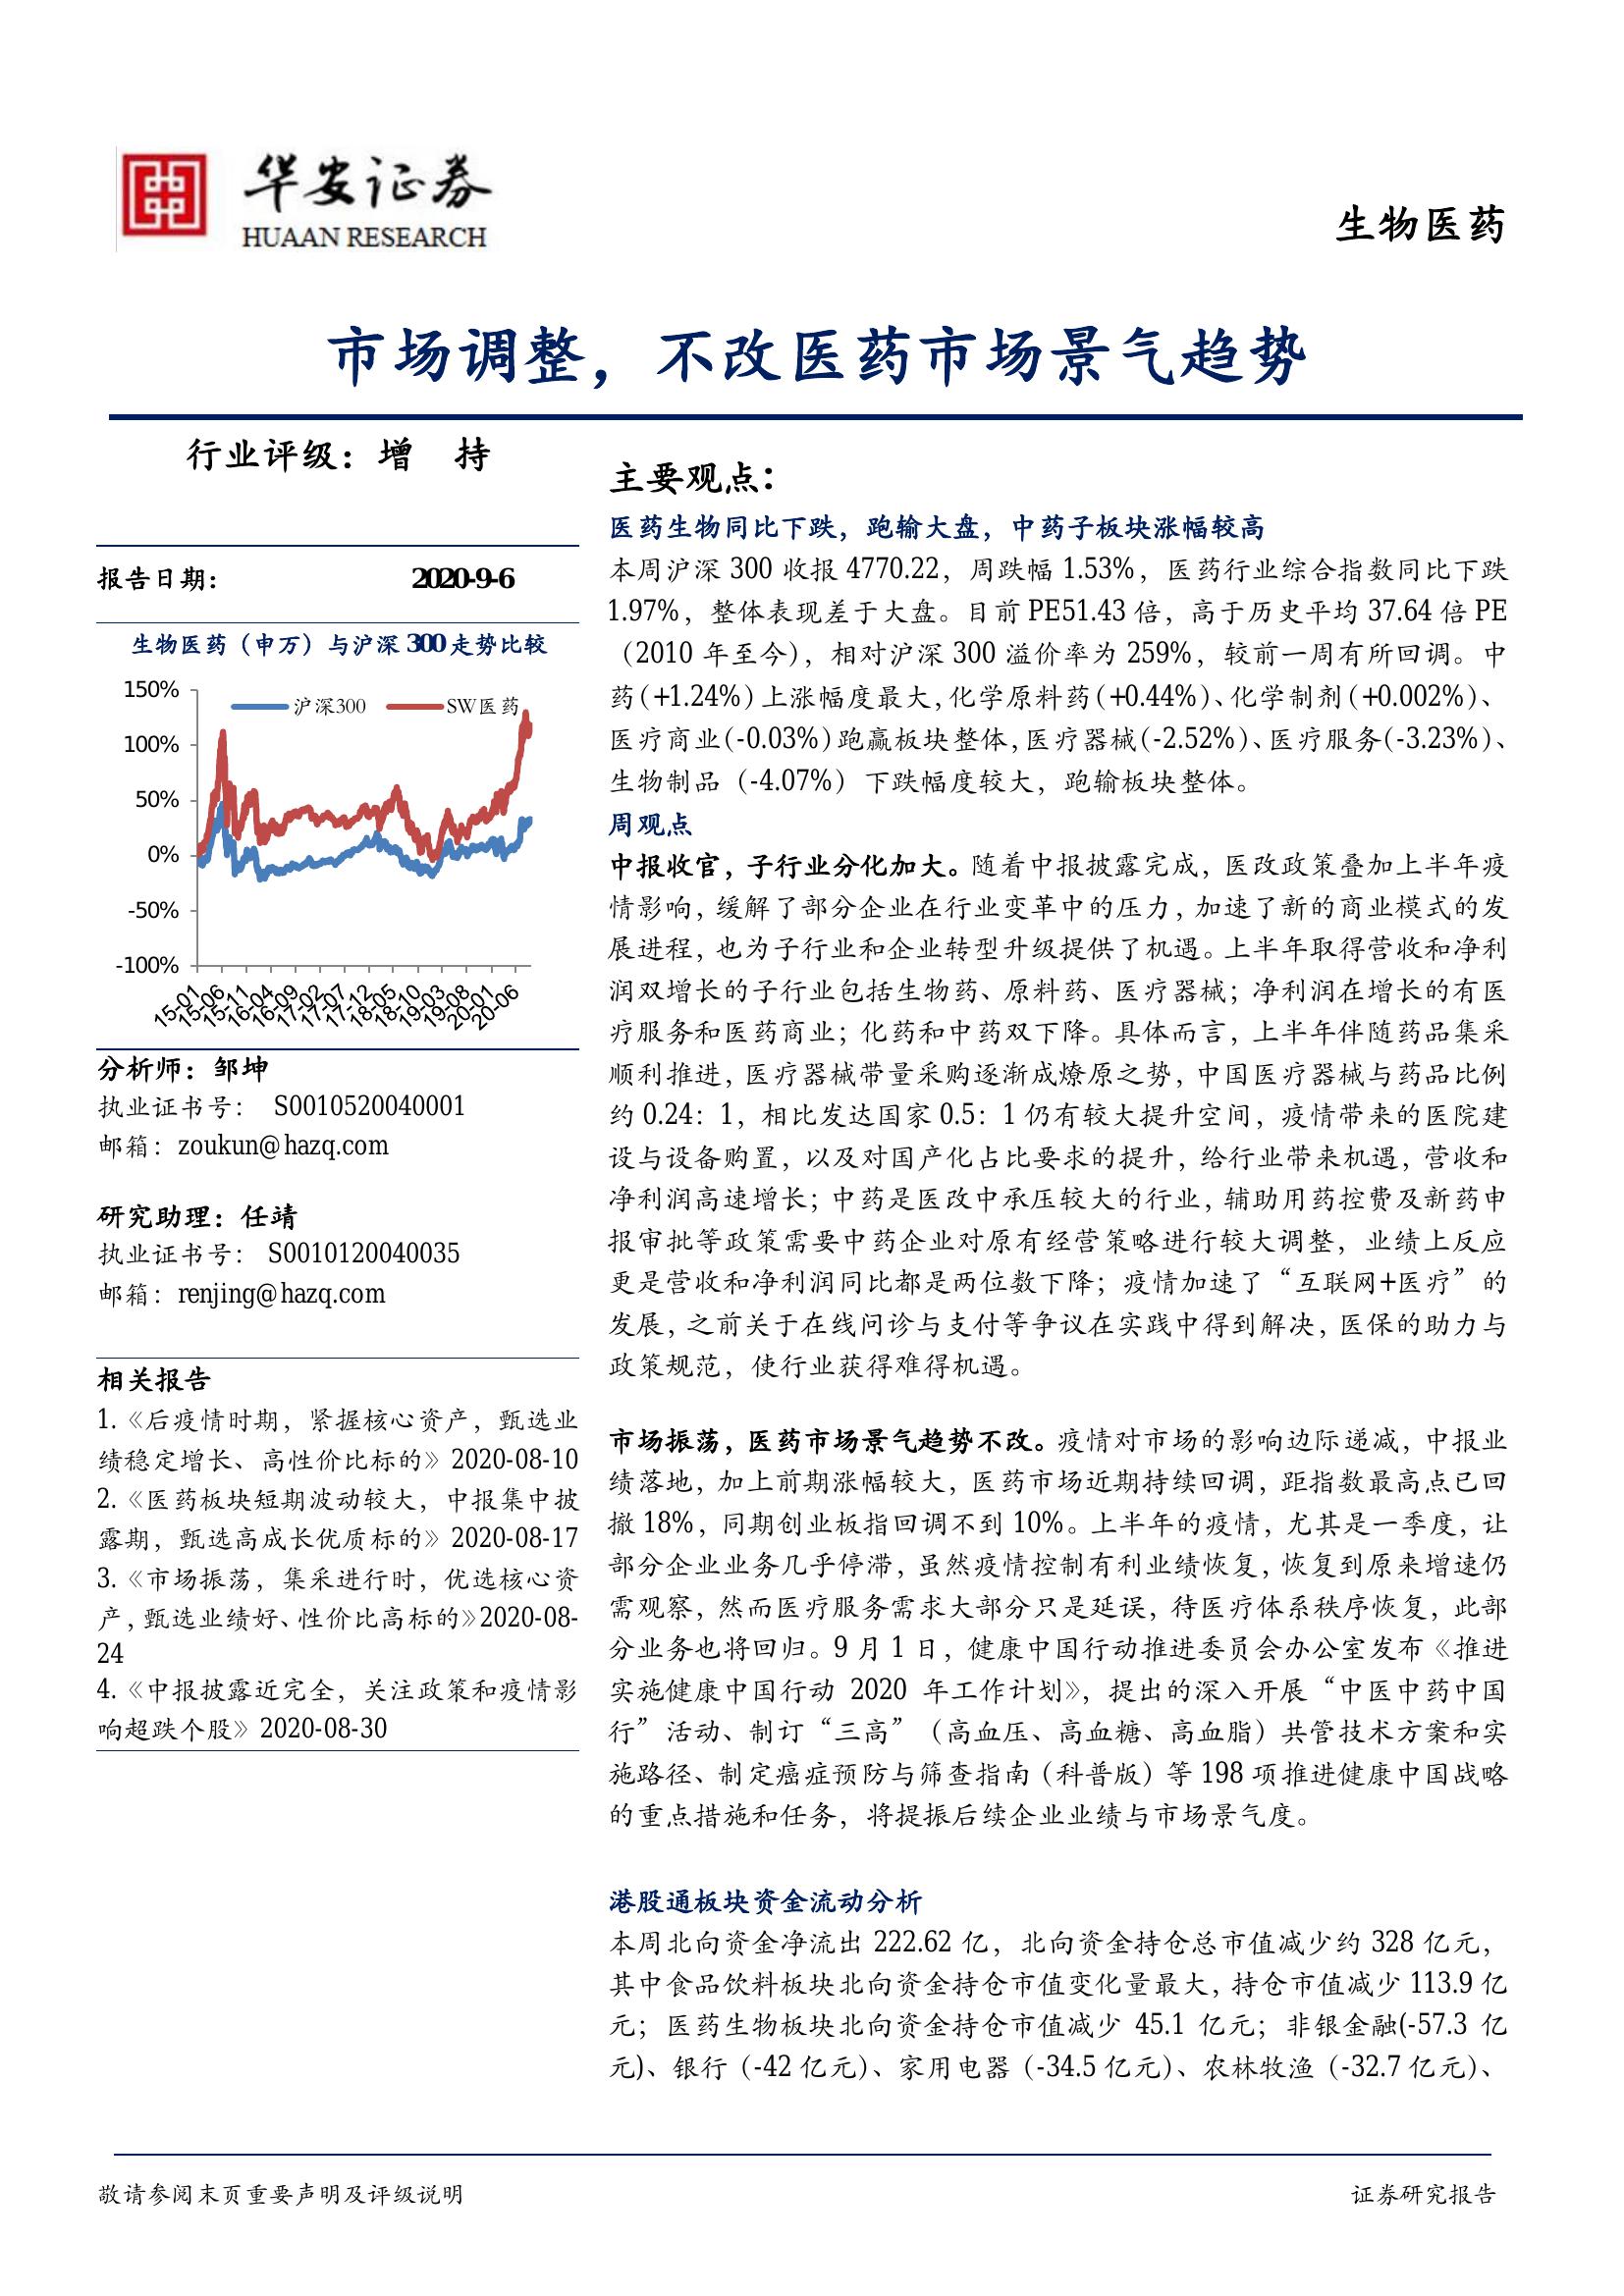 华安证券
HUAAN RESEARCH
生物医药
市场调整，不改医药市场景气趋势
行业评级：增 持
报告日期： 2020-9-6
生物医药（申万）与沪深 300 走势比较
150%
100%
50%
0%
-50%
-100%
沪深300
SW医药
15-01
15-06
15-11
16-04
16-09
17-02
17-07
17-12
18-05
18-10
19-03
19-08
20-01
20-06
分析师：邹坤
执业证书号： S0010520040001
邮箱：zoukun@hazq.com
研究助理：任靖
执业证书号： S0010120040035
邮箱：renjing@hazq.com
相关报告
1.《后疫情时期，紧握核心资产，甄选业
绩稳定增长、高性价比标的》2020-08-10
2.《医药板块短期波动较大，中报集中披
露期，甄选高成长优质标的》2020-08-17
3.《市场振荡，集采进行时，优选核心资
产，甄选业绩好、性价比高标的》2020-08-
24
4.《中报披露近完全，关注政策和疫情影
响超跌个股》2020-08-30
主要观点：
医药生物同比下跌，跑输大盘，中药子板块涨幅较高
本周沪深 300 收报 4770.22，周跌幅 1.53%，医药行业综合指数同比下跌
1.97%，整体表现差于大盘。目前 PE51.43 倍，高于历史平均 37.64 倍 PE
（2010 年至今），相对沪深 300 溢价率为 259%，较前一周有所回调。中
药(+1.24%)上涨幅度最大,化学原料药(+0.44%)、化学制剂(+0.002%)、
医疗商业(-0.03%)跑赢板块整体,医疗器械(-2.52%)、医疗服务(-3.23%)、
生物制品（-4.07%）下跌幅度较大，跑输板块整体。
周观点
中报收官，子行业分化加大。随着中报披露完成，医改政策叠加上半年疫
情影响，缓解了部分企业在行业变革中的压力，加速了新的商业模式的发
展进程，也为子行业和企业转型升级提供了机遇。上半年取得营收和净利
润双增长的子行业包括生物药、原料药、医疗器械；净利润在增长的有医
疗服务和医药商业；化药和中药双下降。具体而言，上半年伴随药品集采
顺利推进，医疗器械带量采购逐渐成燎原之势，中国医疗器械与药品比例
约 0.24：1，相比发达国家 0.5：1 仍有较大提升空间，疫情带来的医院建
设与设备购置，以及对国产化占比要求的提升，给行业带来机遇，营收和
净利润高速增长；中药是医改中承压较大的行业，辅助用药控费及新药申
报审批等政策需要中药企业对原有经营策略进行较大调整，业绩上反应
更是营收和净利润同比都是两位数下降；疫情加速了“互联网+医疗”的
发展，之前关于在线问诊与支付等争议在实践中得到解决，医保的助力与
政策规范，使行业获得难得机遇。
市场振荡，医药市场景气趋势不改。疫情对市场的影响边际递减，中报业
绩落地，加上前期涨幅较大，医药市场近期持续回调，距指数最高点已回
撤 18%，同期创业板指回调不到 10%。上半年的疫情，尤其是一季度，让
部分企业业务几乎停滞，虽然疫情控制有利业绩恢复，恢复到原来增速仍
需观察，然而医疗服务需求大部分只是延误，待医疗体系秩序恢复，此部
分业务也将回归。9 月 1 日，健康中国行动推进委员会办公室发布《推进
实施健康中国行动 2020 年工作计划》，提出的深入开展“中医中药中国
行”活动、制订“三高”（高血压、高血糖、高血脂）共管技术方案和实
施路径、制定癌症预防与筛查指南（科普版）等 198 项推进健康中国战略
的重点措施和任务，将提振后续企业业绩与市场景气度。
港股通板块资金流动分析
本周北向资金净流出 222.62 亿，北向资金持仓总市值减少约 328 亿元，
其中食品饮料板块北向资金持仓市值变化量最大，持仓市值减少 113.9 亿
元；医药生物板块北向资金持仓市值减少 45.1 亿元；非银金融(-57.3 亿
元)、银行（-42 亿元）、家用电器（-34.5 亿元）、农林牧渔（-32.7 亿元）、
敬请参阅末页重要声明及评级说明
证券研究报告